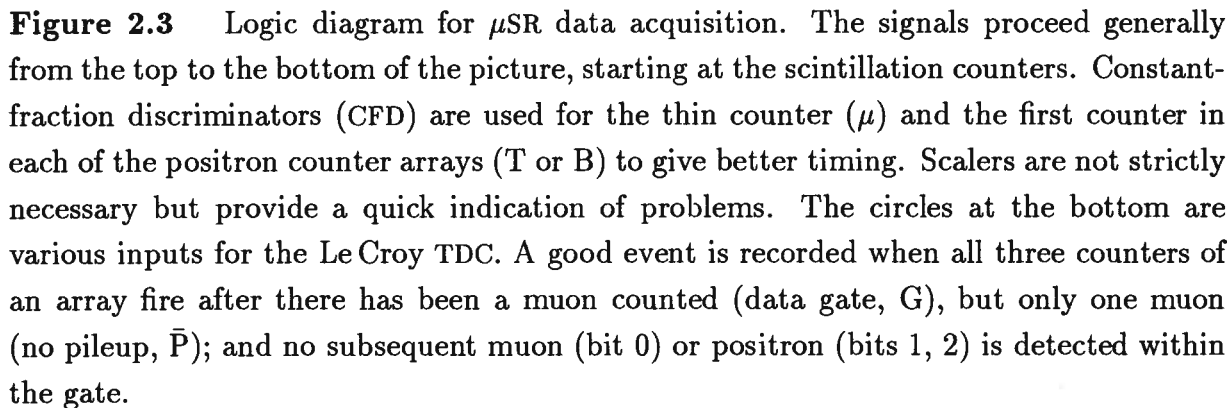 Figure 2.3 Logic diagram for μSR data acquisition. The signals proceed generally
from the top to the bottom of the picture, starting at the scintillation counters. Constant-
fraction discriminators (CFD) are used for the thin counter (μ) and the first counter in
each of the positron counter arrays (T or B) to give better timing. Scalers are not strictly
necessary but provide a quick indication of problems. The circles at the bottom are
various inputs for the Le Croy TDC. A good event is recorded when all three counters of
an array fire after there has been a muon counted (data gate, G), but only one muon
(no pileup, P̄); and no subsequent muon (bit 0) or positron (bits 1, 2) is detected within
the gate.